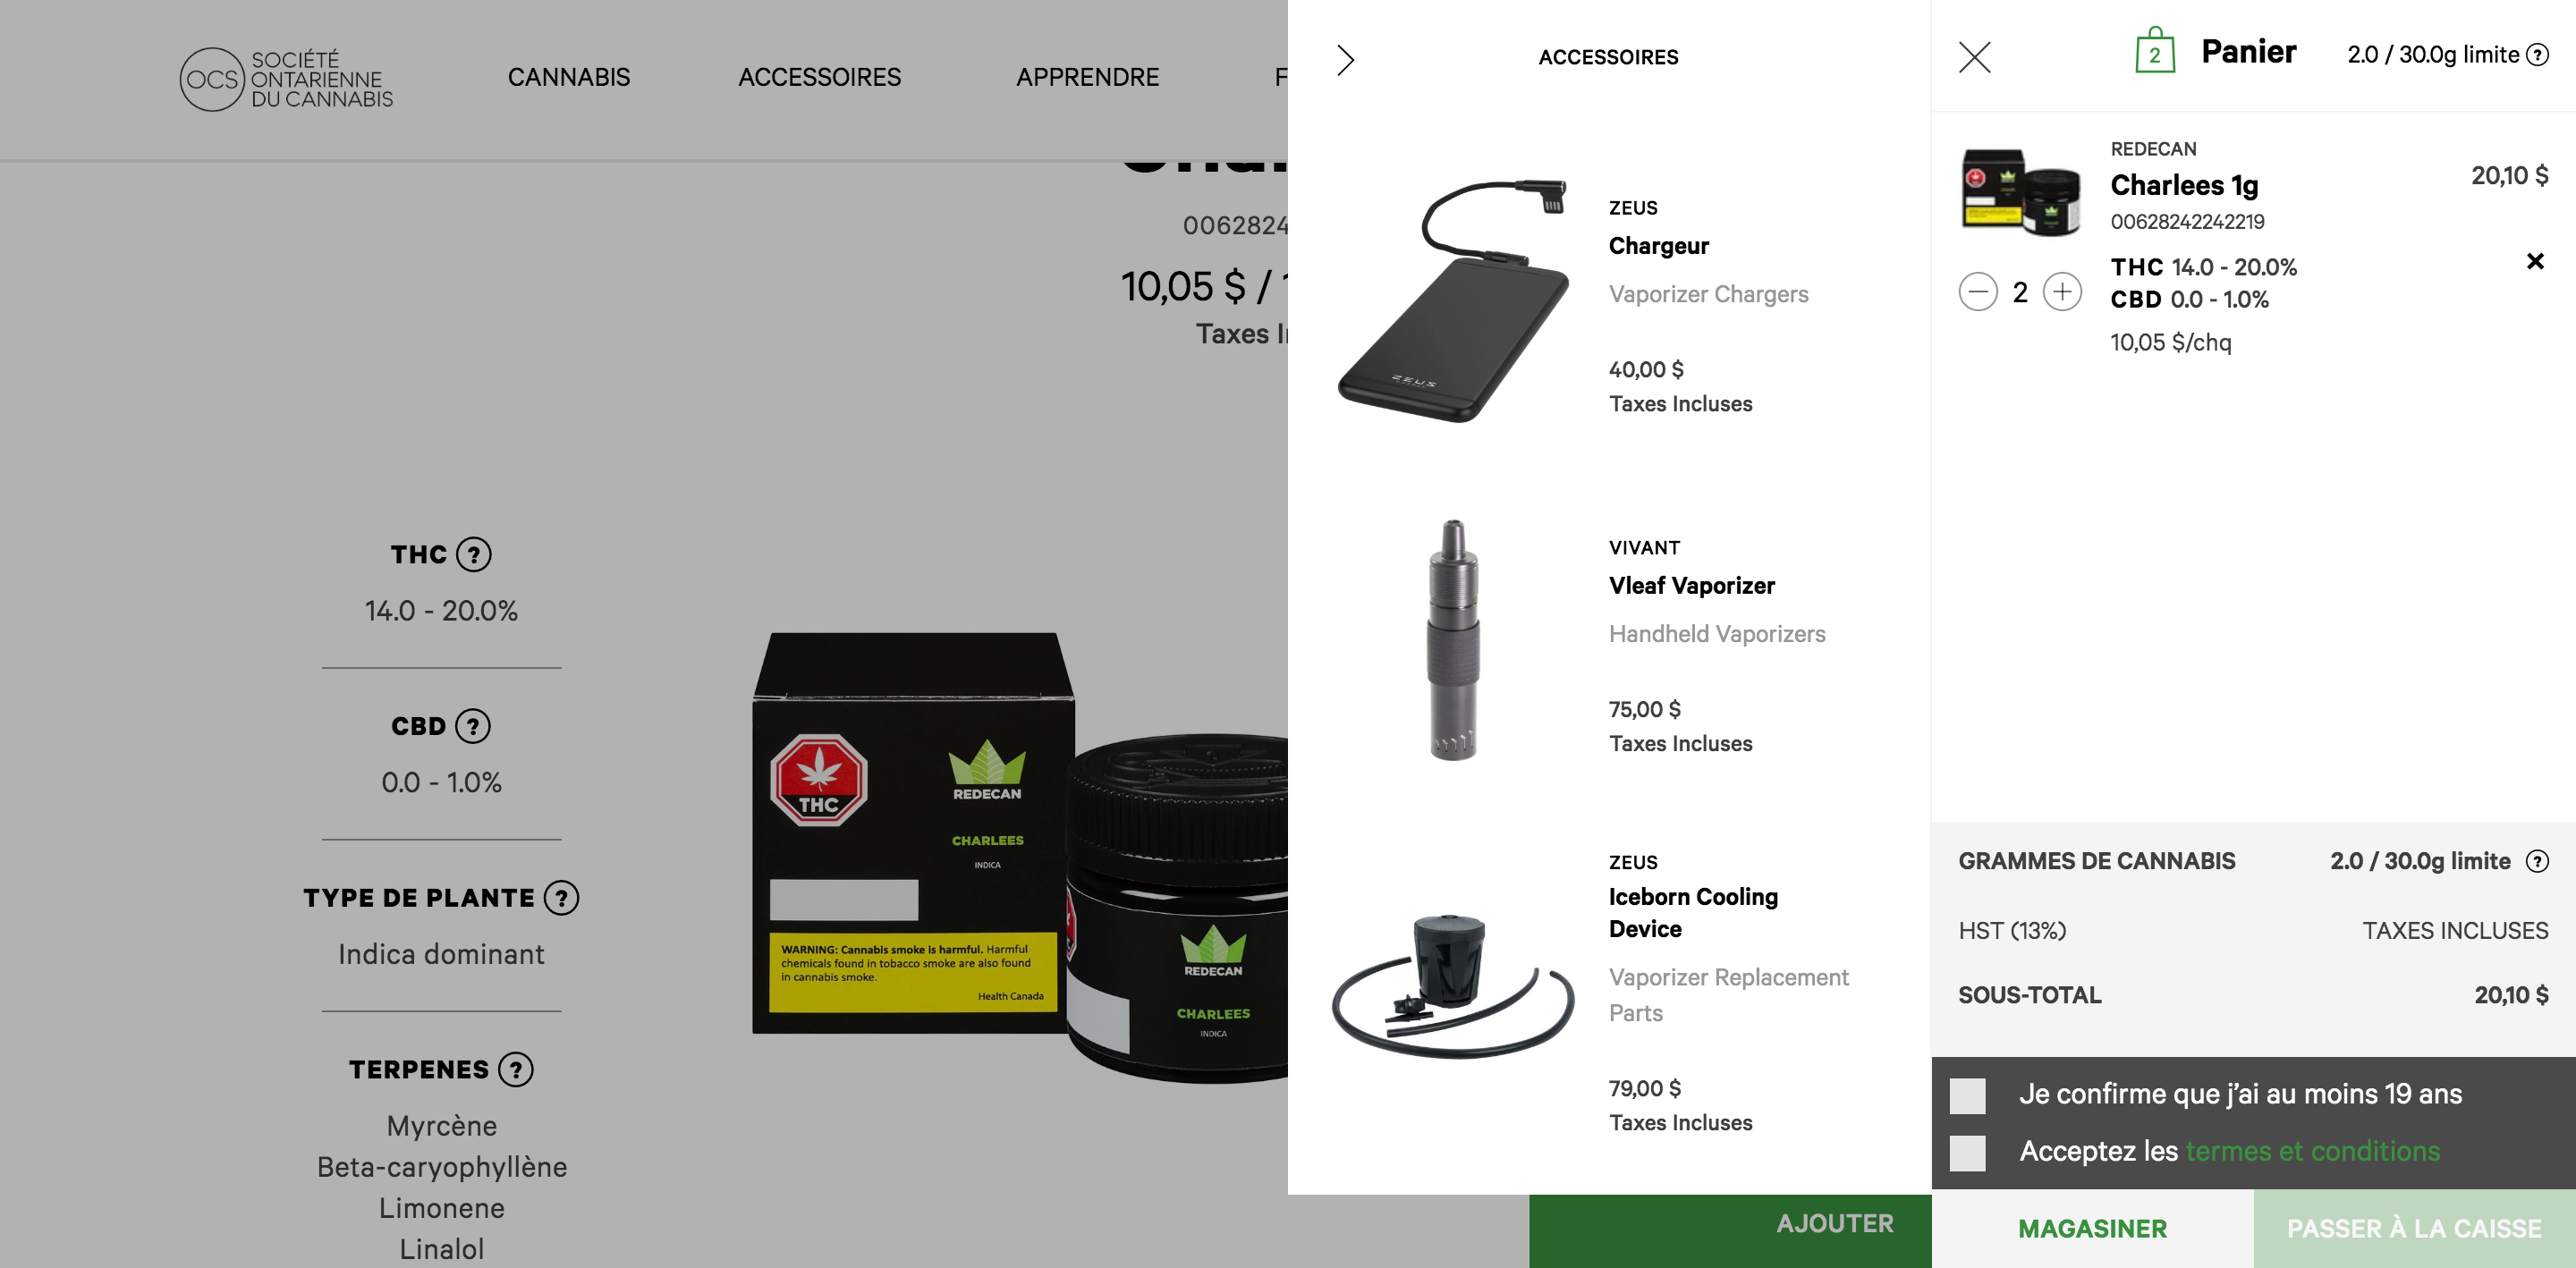 OCS
SOCIÉTÉ
ONTARIENNE
DU CANNABIS
CANNABIS
ACCESSOIRES
APPRENDRE
10,05 $ /
Taxes
THC ?
14.0 - 20.0%
CBD ?
0.0 - 1.0%
TYPE DE PLANTE ?
Indica dominant
TERPENES ?
Myrcène
Beta-caryophyllène
Limonene
Linalol
THC
REDECAN
CHARLEES
INDICA
WARNING: Cannabis smoke is harmful. Harmful
chemicals found in tobacco smoke are also found
in cannabis smoke.
Health Canada
REDECAN
CHARLEES
INDICA
AJOUTER
ACCESSOIRES
ZEUS
ZEUS
Chargeur
Vaporizer Chargers
40,00 $
Taxes Incluses
VIVANT
Vleaf Vaporizer
Handheld Vaporizers
75,00 $
Taxes Incluses
ZEUS
Iceborn Cooling
Device
Vaporizer Replacement
Parts
79,00 $
Taxes Incluses
2 Panier 2.0 / 30.0g limite ?
REDECAN
Charlees 1g
20,10 $
00628242242219
THC 14.0 - 20.0%
2
CBD 0.0 - 1.0%
10,05 $/chq
GRAMMES DE CANNABIS 2.0 / 30.0g limite ?
HST (13%) TAXES INCLUSES
SOUS-TOTAL 20,10 $
Je confirme que j'ai au moins 19 ans
Acceptez les termes et conditions
MAGASINER PASSER À LA CAISSE